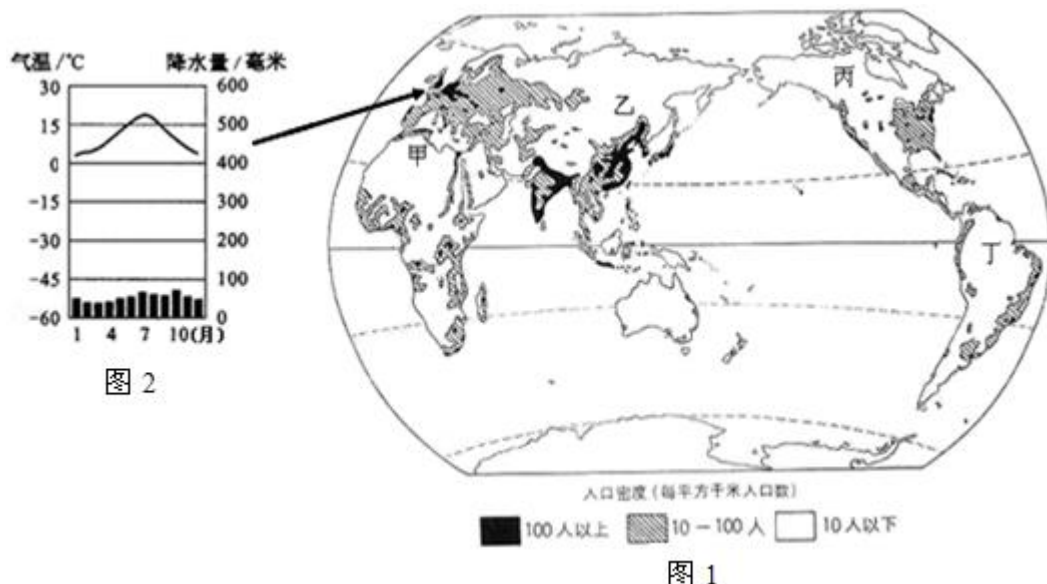 气温/℃ 降水量/毫米
30 600
15 500
0 400
-15 300
-30 200
-45 100
-60 0
1 4 7 10(月)
图 2
甲
乙
丙
丁
人口密度(每平方千米人口数)
100人以上 10-100人 10人以下
图 1